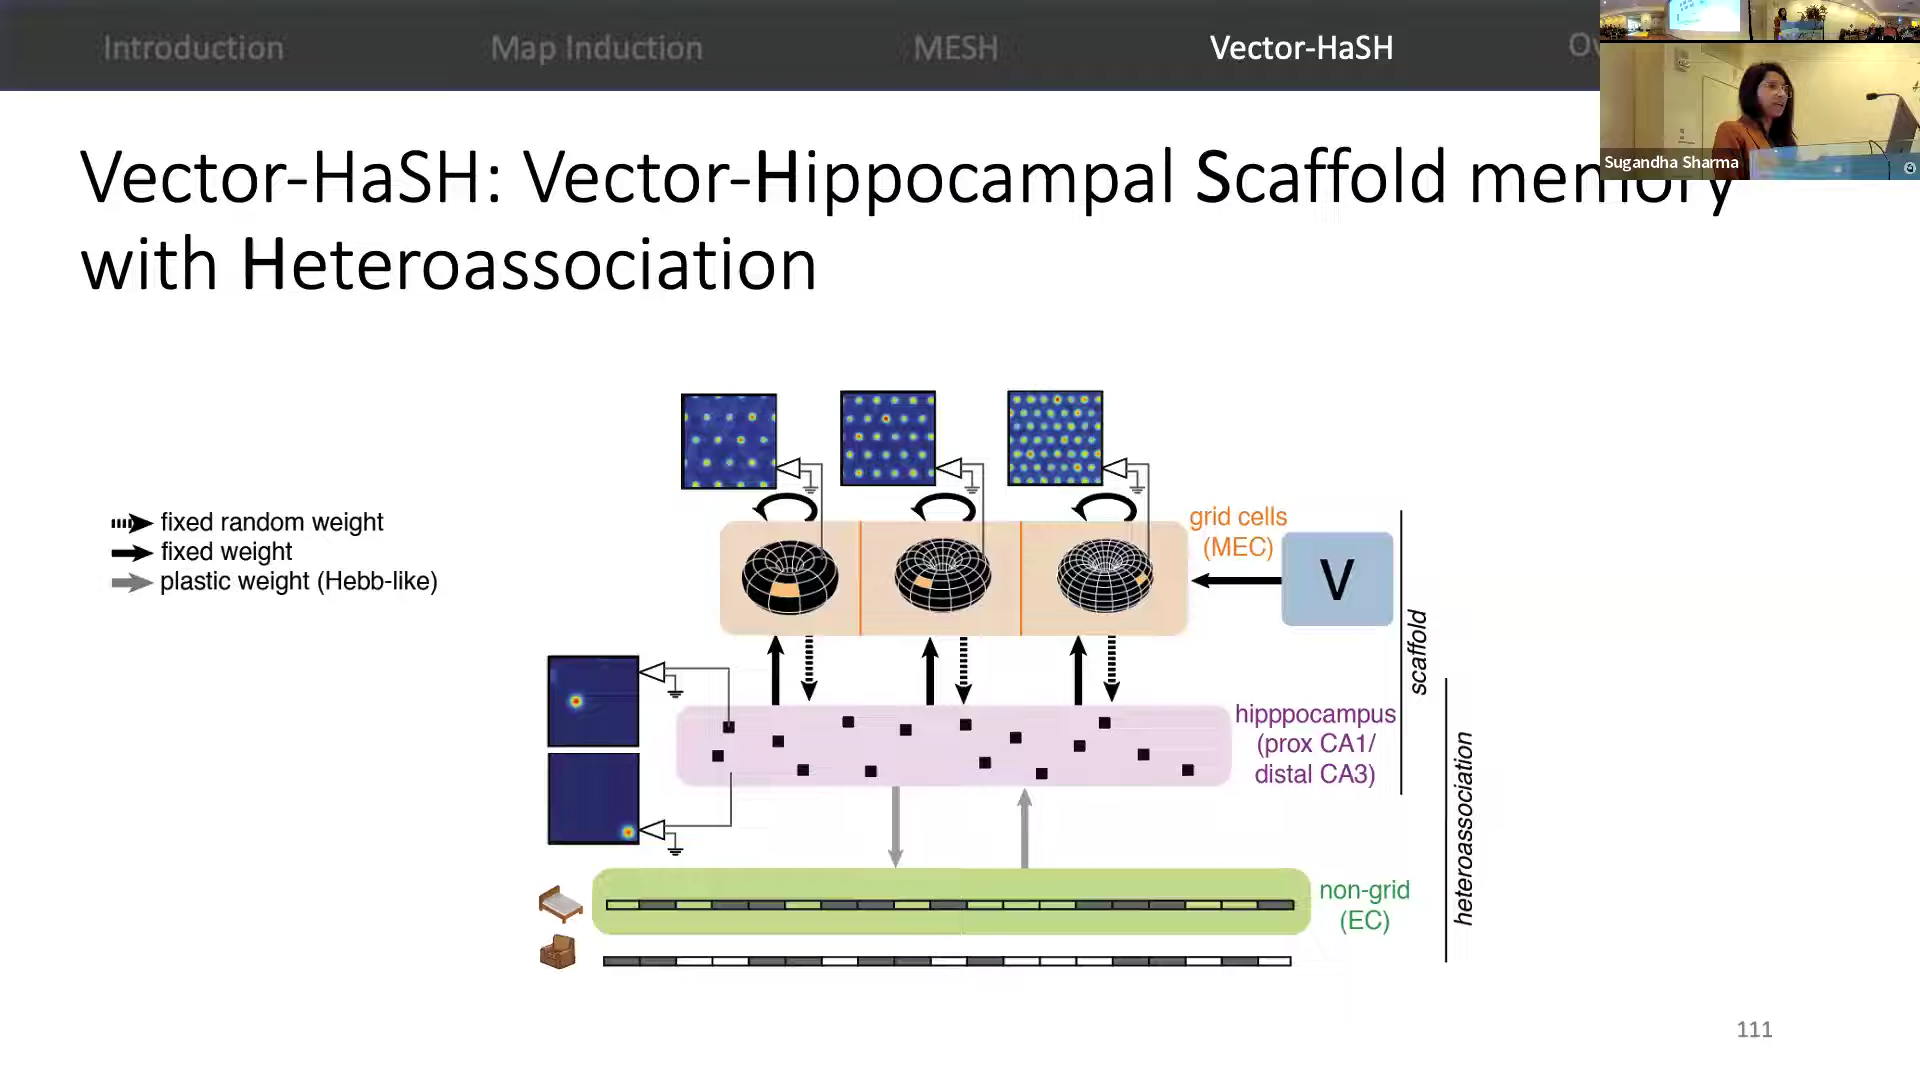 Introduction
Map Induction
MESH
Vector-HaSH
Sugandha Sharma
Vector-HaSH: Vector-Hippocampal Scaffold memory
with Heteroassociation
fixed random weight
fixed weight
plastic weight (Hebb-like)
grid cells
(MEC)
V
scaffold
hipppocampus
(prox CA1/
distal CA3)
heteroassociation
non-grid
(EC)
111